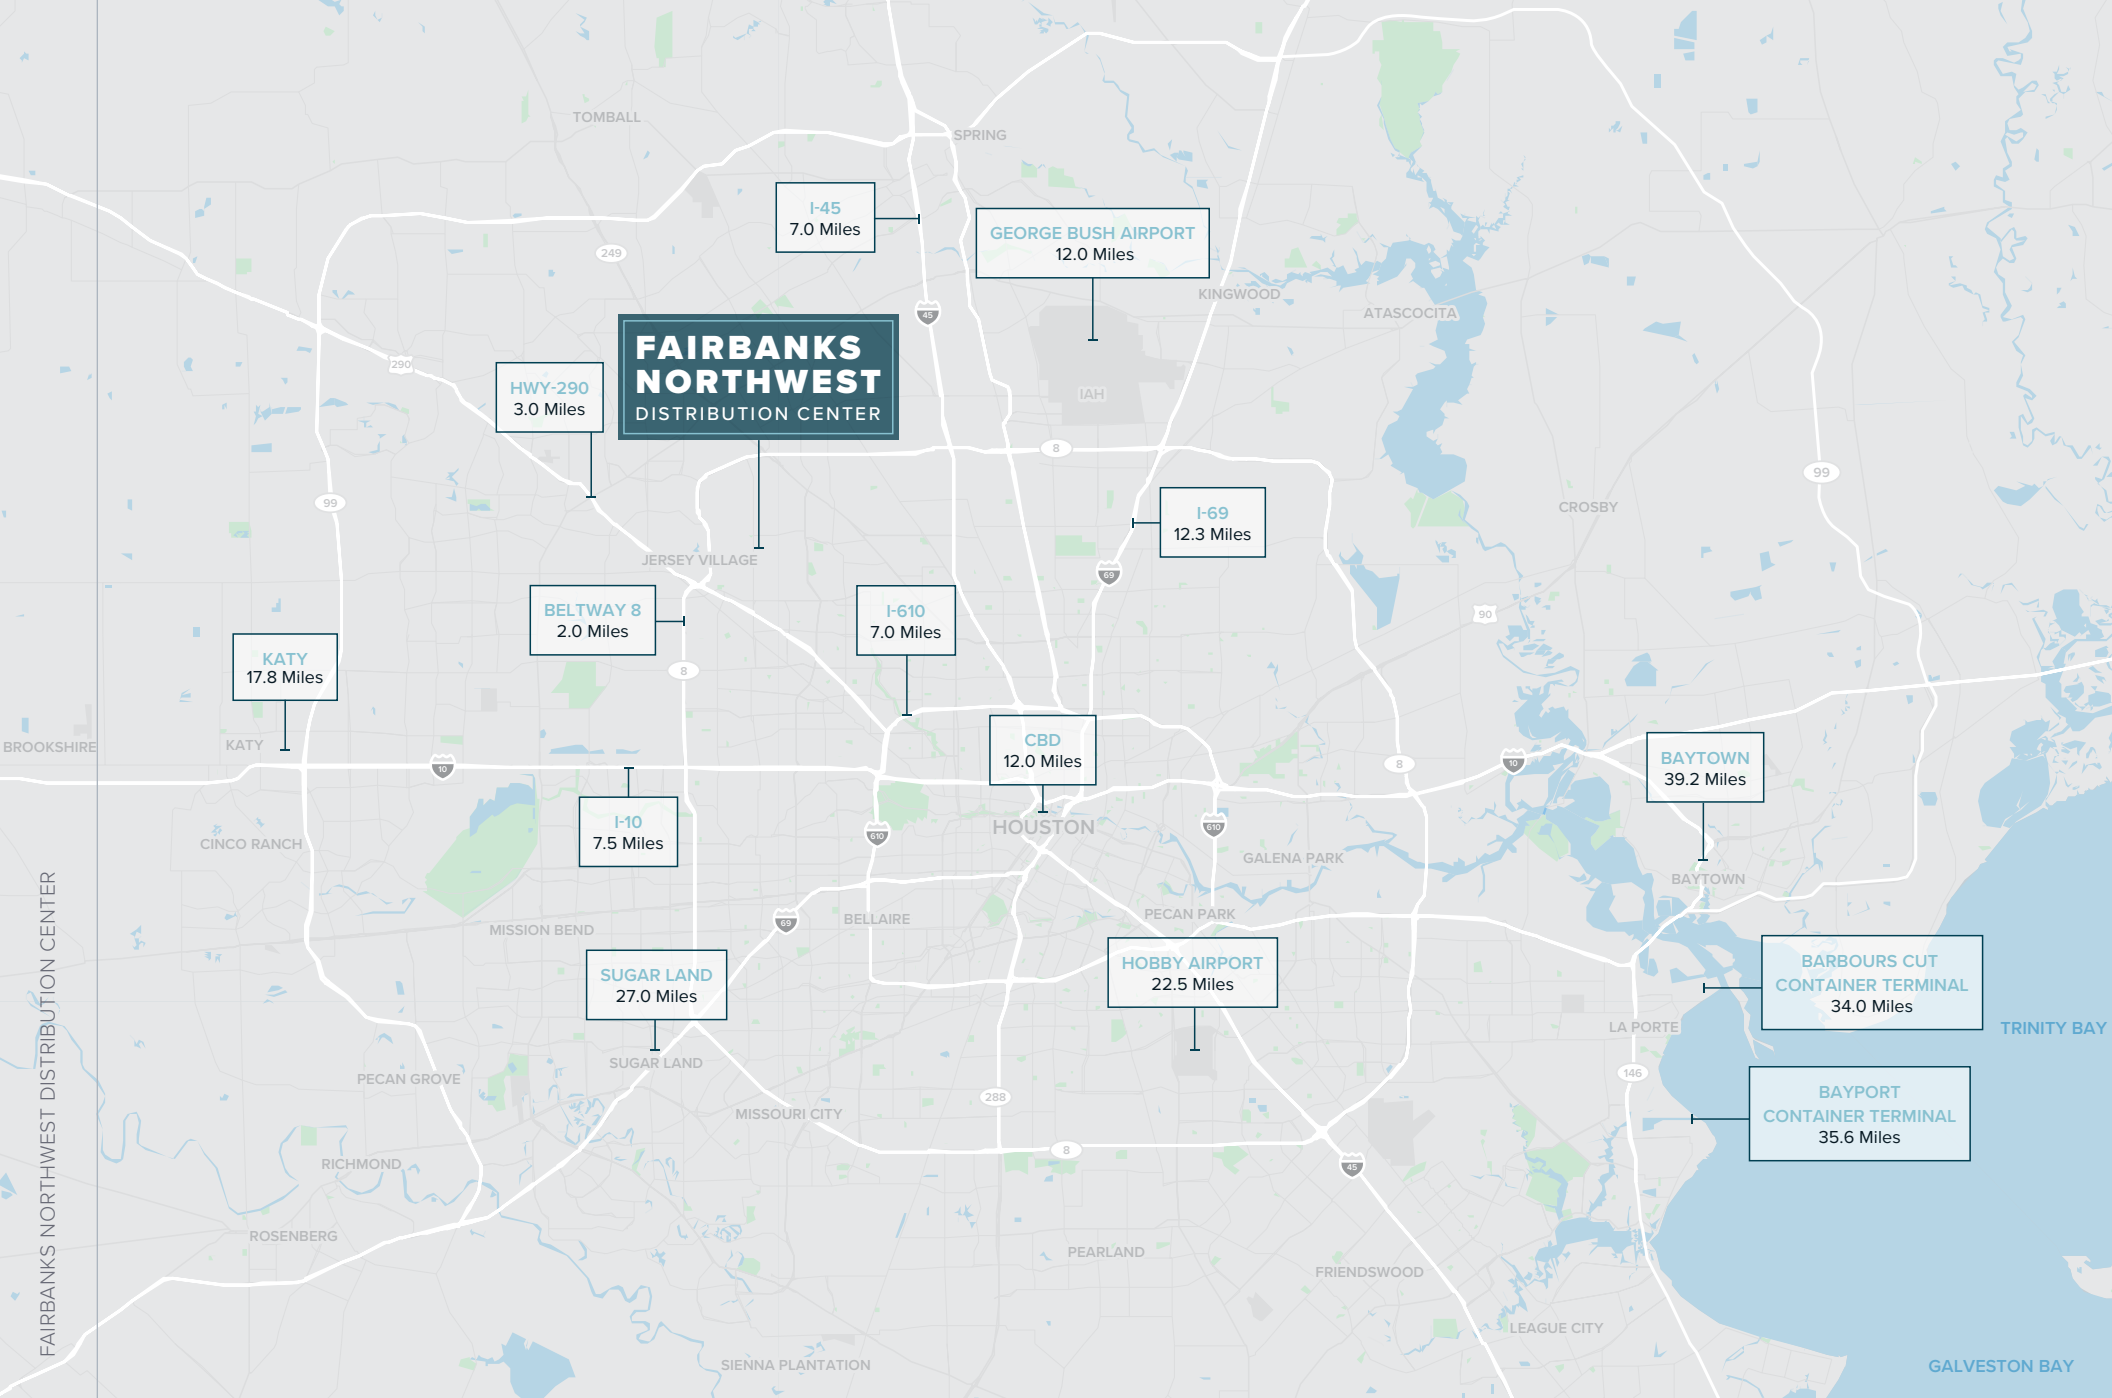 TOMBALL
SPRING
I-45
7.0 Miles
GEORGE BUSH AIRPORT
12.0 Miles
249
KINGWOOD
ATASCOCITA
45
FAIRBANKS
NORTHWEST
DISTRIBUTION CENTER
290
HWY-290
3.0 Miles
IAH
8
99
99
I-69
12.3 Miles
CROSBY
JERSEY VILLAGE
69
BELTWAY 8
2.0 Miles
I-610
7.0 Miles
90
KATY
17.8 Miles
8
BROOKSHIRE
KATY
10
CBD
12.0 Miles
8
10
BAYTOWN
39.2 Miles
I-10
7.5 Miles
HOUSTON
610
610
CINCO RANCH
GALENA PARK
BAYTOWN
MISSION BEND
69
BELLAIRE
PECAN PARK
SUGAR LAND
27.0 Miles
HOBBY AIRPORT
22.5 Miles
BARBOURS CUT
CONTAINER TERMINAL
34.0 Miles
LA PORTE
TRINITY BAY
SUGAR LAND
PECAN GROVE
146
288
MISSOURI CITY
BAYPORT
CONTAINER TERMINAL
35.6 Miles
8
45
RICHMOND
ROSENBERG
PEARLAND
FRIENDSWOOD
LEAGUE CITY
SIENNA PLANTATION
GALVESTON BAY
FAIRBANKS NORTHWEST DISTRIBUTION CENTER